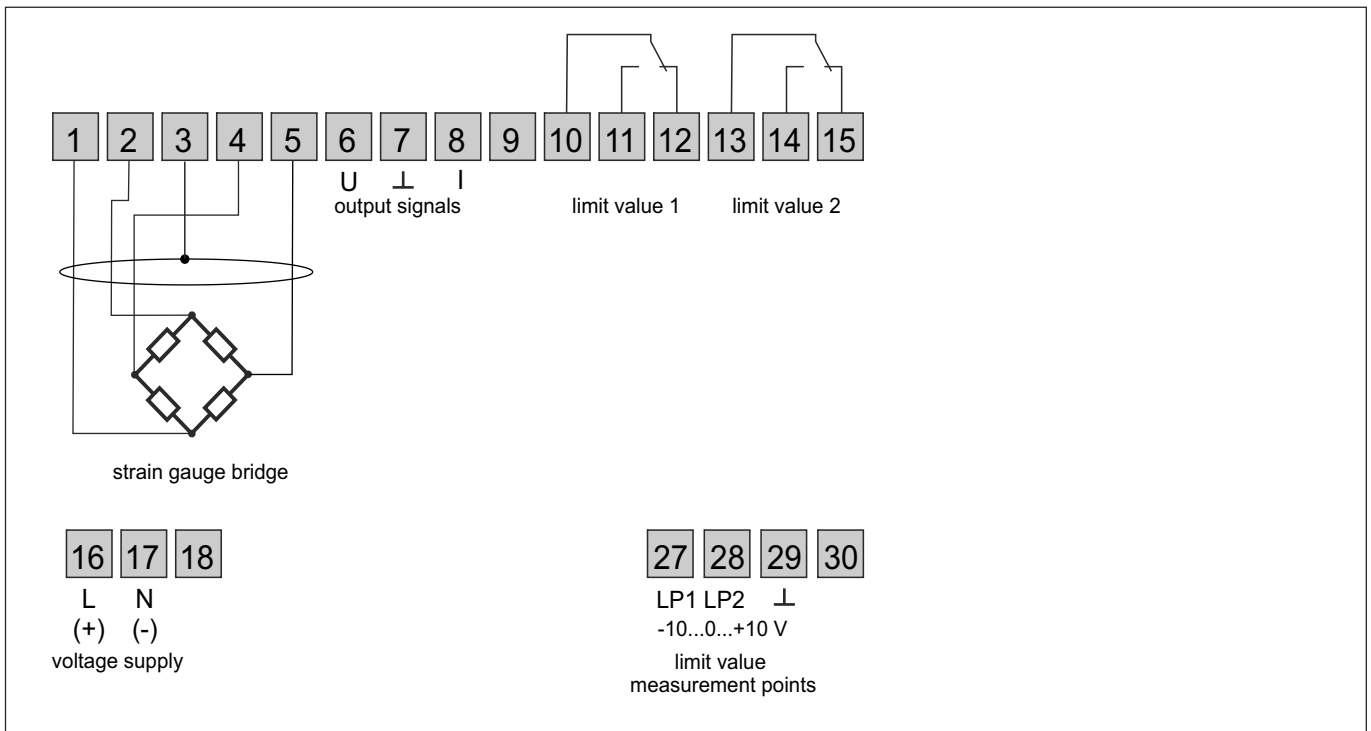 1 2 3 4 5 6 7 8 9 10 11 12 13 14 15
U ⊥ I
output signals limit value 1 limit value 2
strain gauge bridge
16 17 18 27 28 29 30
L N LP1 LP2 ⊥
(+) (-) -10...0...+10 V
voltage supply limit value
measurement points